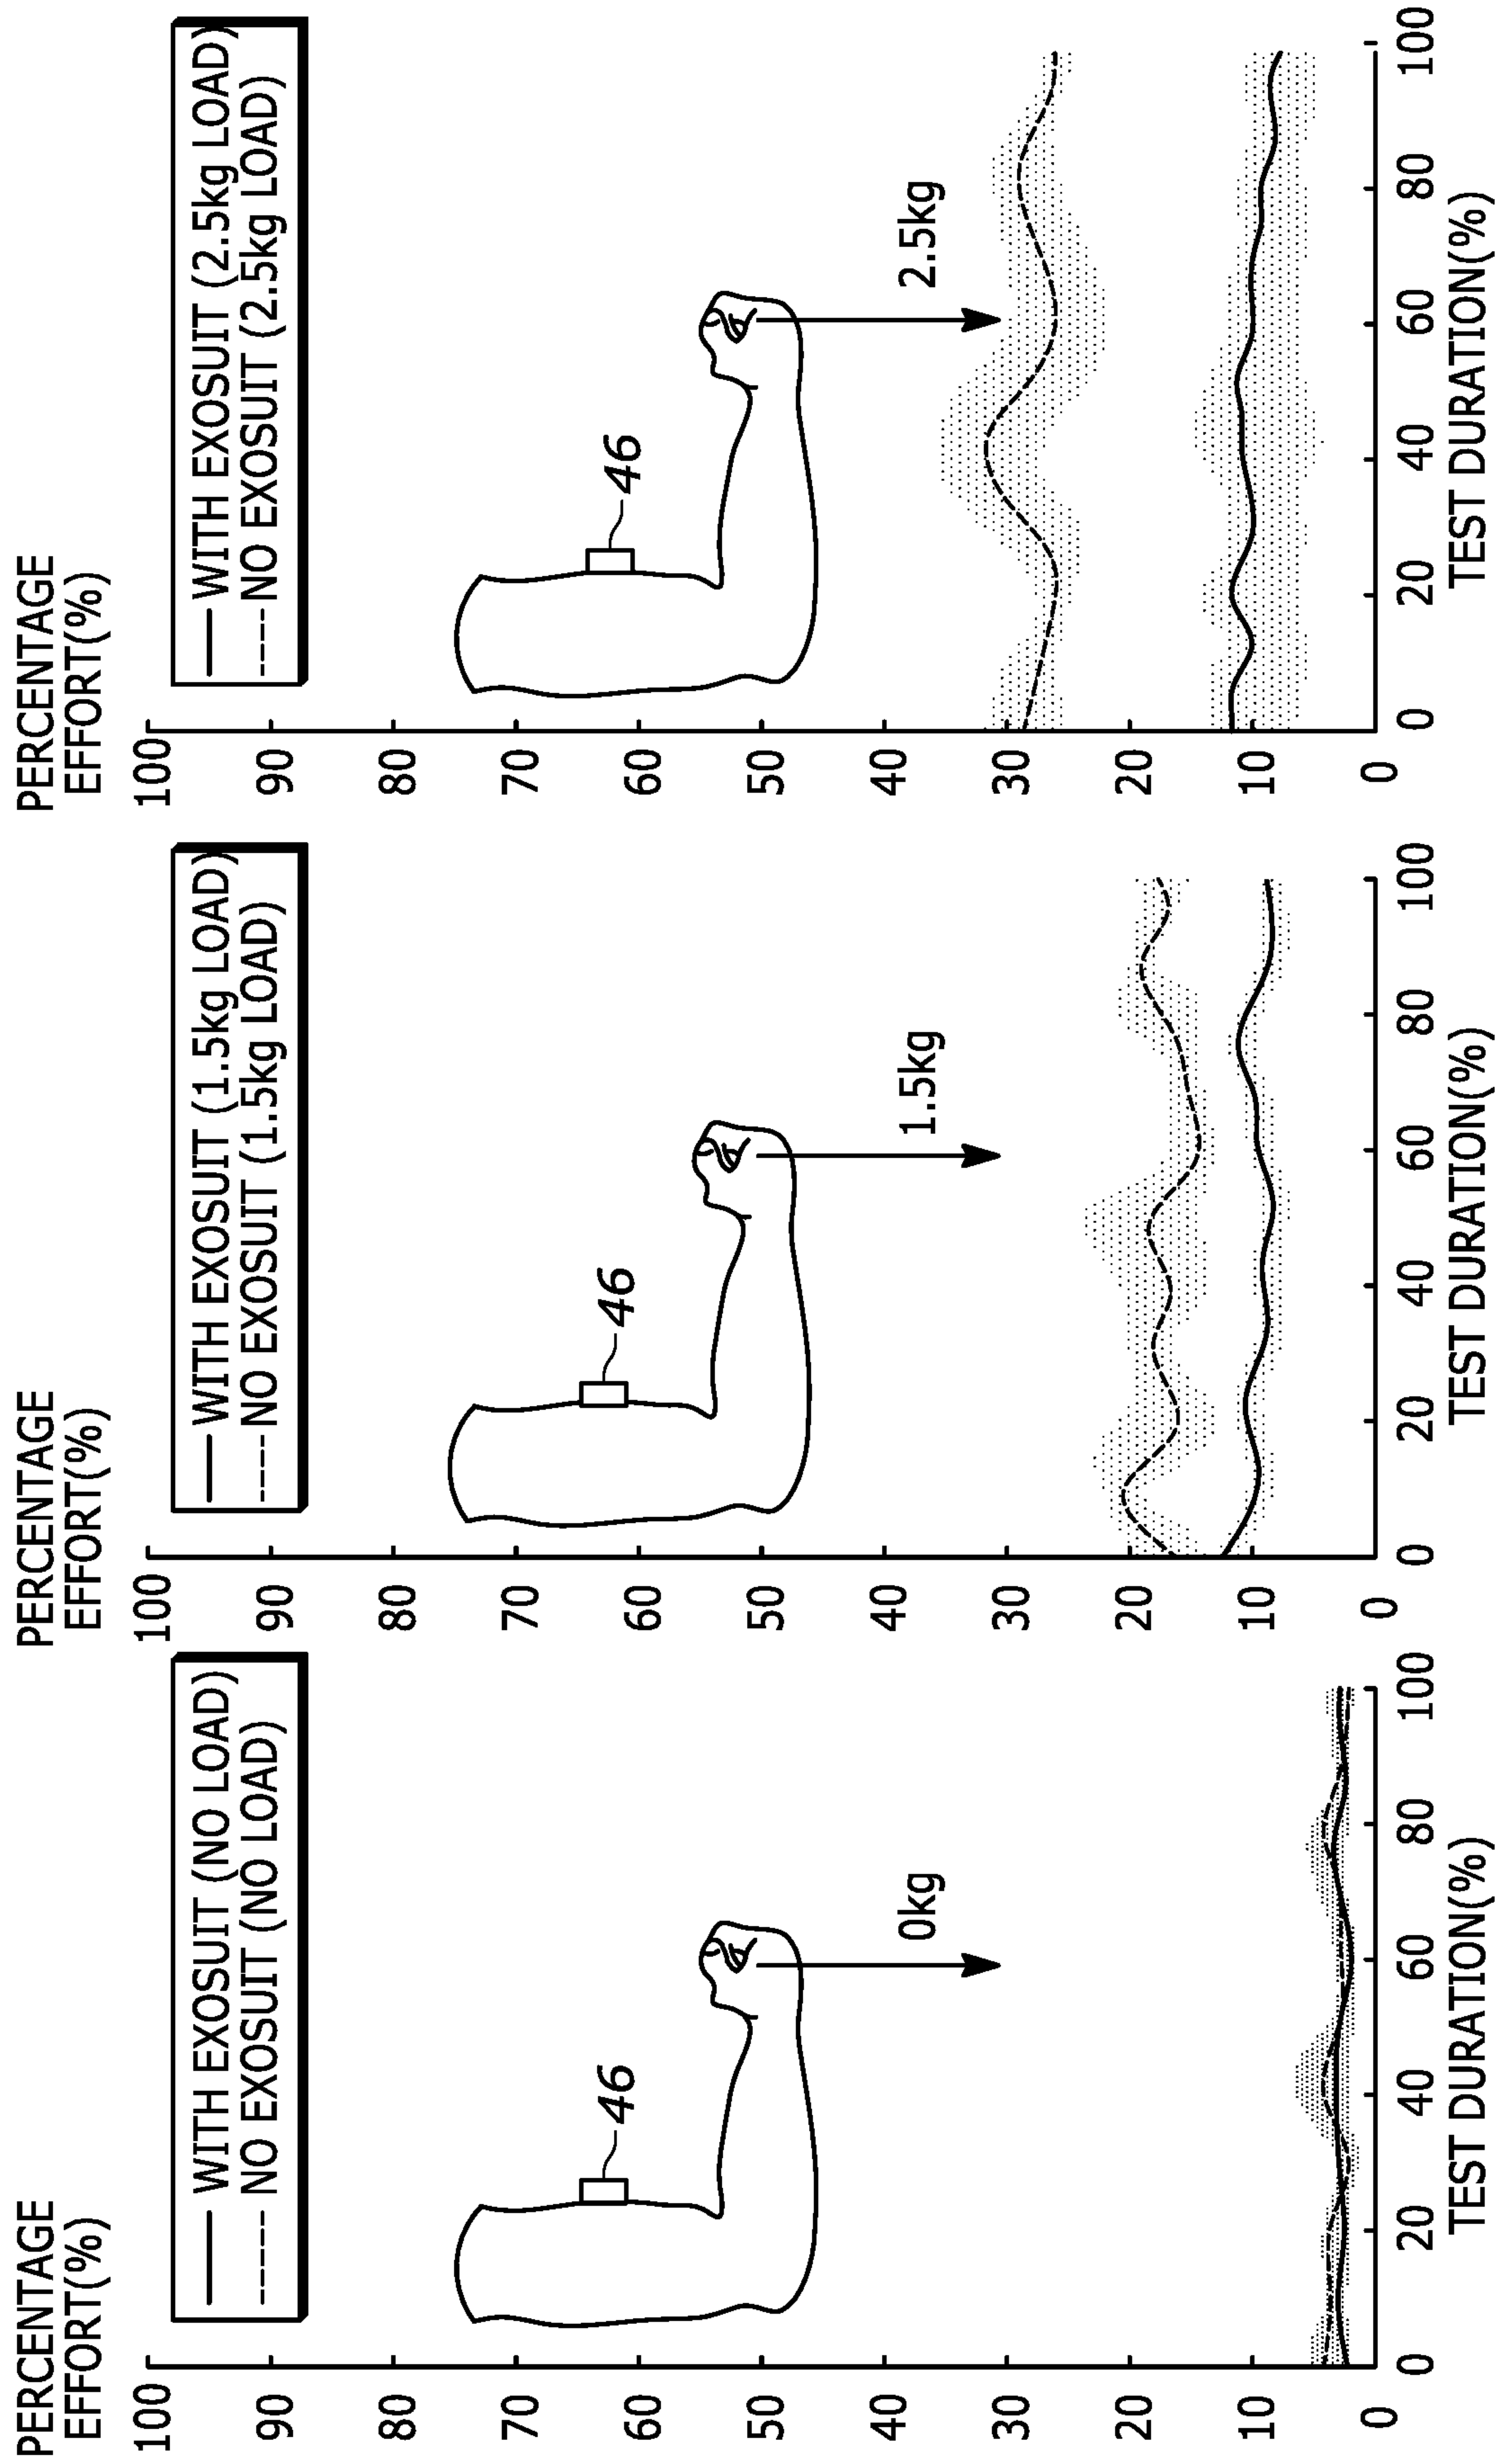 PERCENTAGE
EFFORT(%)
100
90
80
70
60
50
40
30
20
10
0
WITH EXOSUIT (NO LOAD)
NO EXOSUIT (NO LOAD)
46
0kg
0 20 40 60 80 100
TEST DURATION(%)
PERCENTAGE
EFFORT(%)
100
90
80
70
60
50
40
30
20
10
0
WITH EXOSUIT (1.5kg LOAD)
NO EXOSUIT (1.5kg LOAD)
46
1.5kg
0 20 40 60 80 100
TEST DURATION(%)
PERCENTAGE
EFFORT(%)
100
90
80
70
60
50
40
30
20
10
0
WITH EXOSUIT (2.5kg LOAD)
NO EXOSUIT (2.5kg LOAD)
46
2.5kg
0 20 40 60 80 100
TEST DURATION(%)